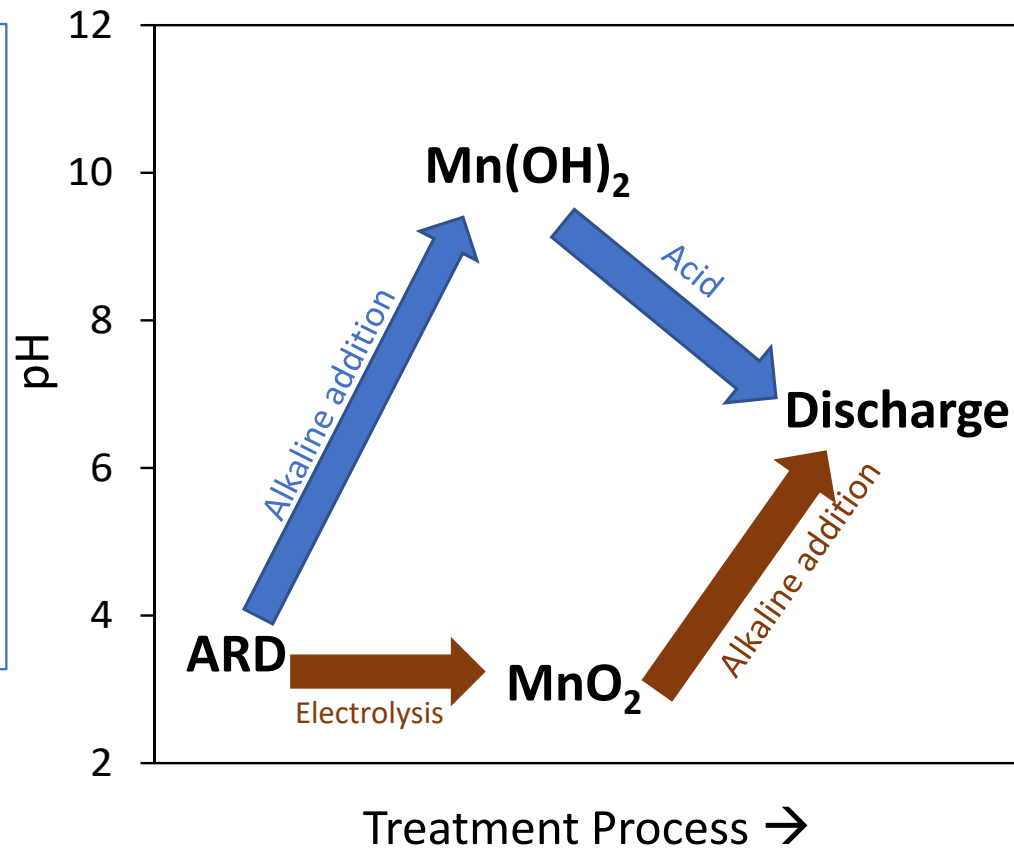 12
10
8
6
4
2
pH
Mn(OH)₂
Alkaline addition
Acid
Discharge
ARD
Electrolysis
MnO₂
Alkaline addition
Treatment Process →